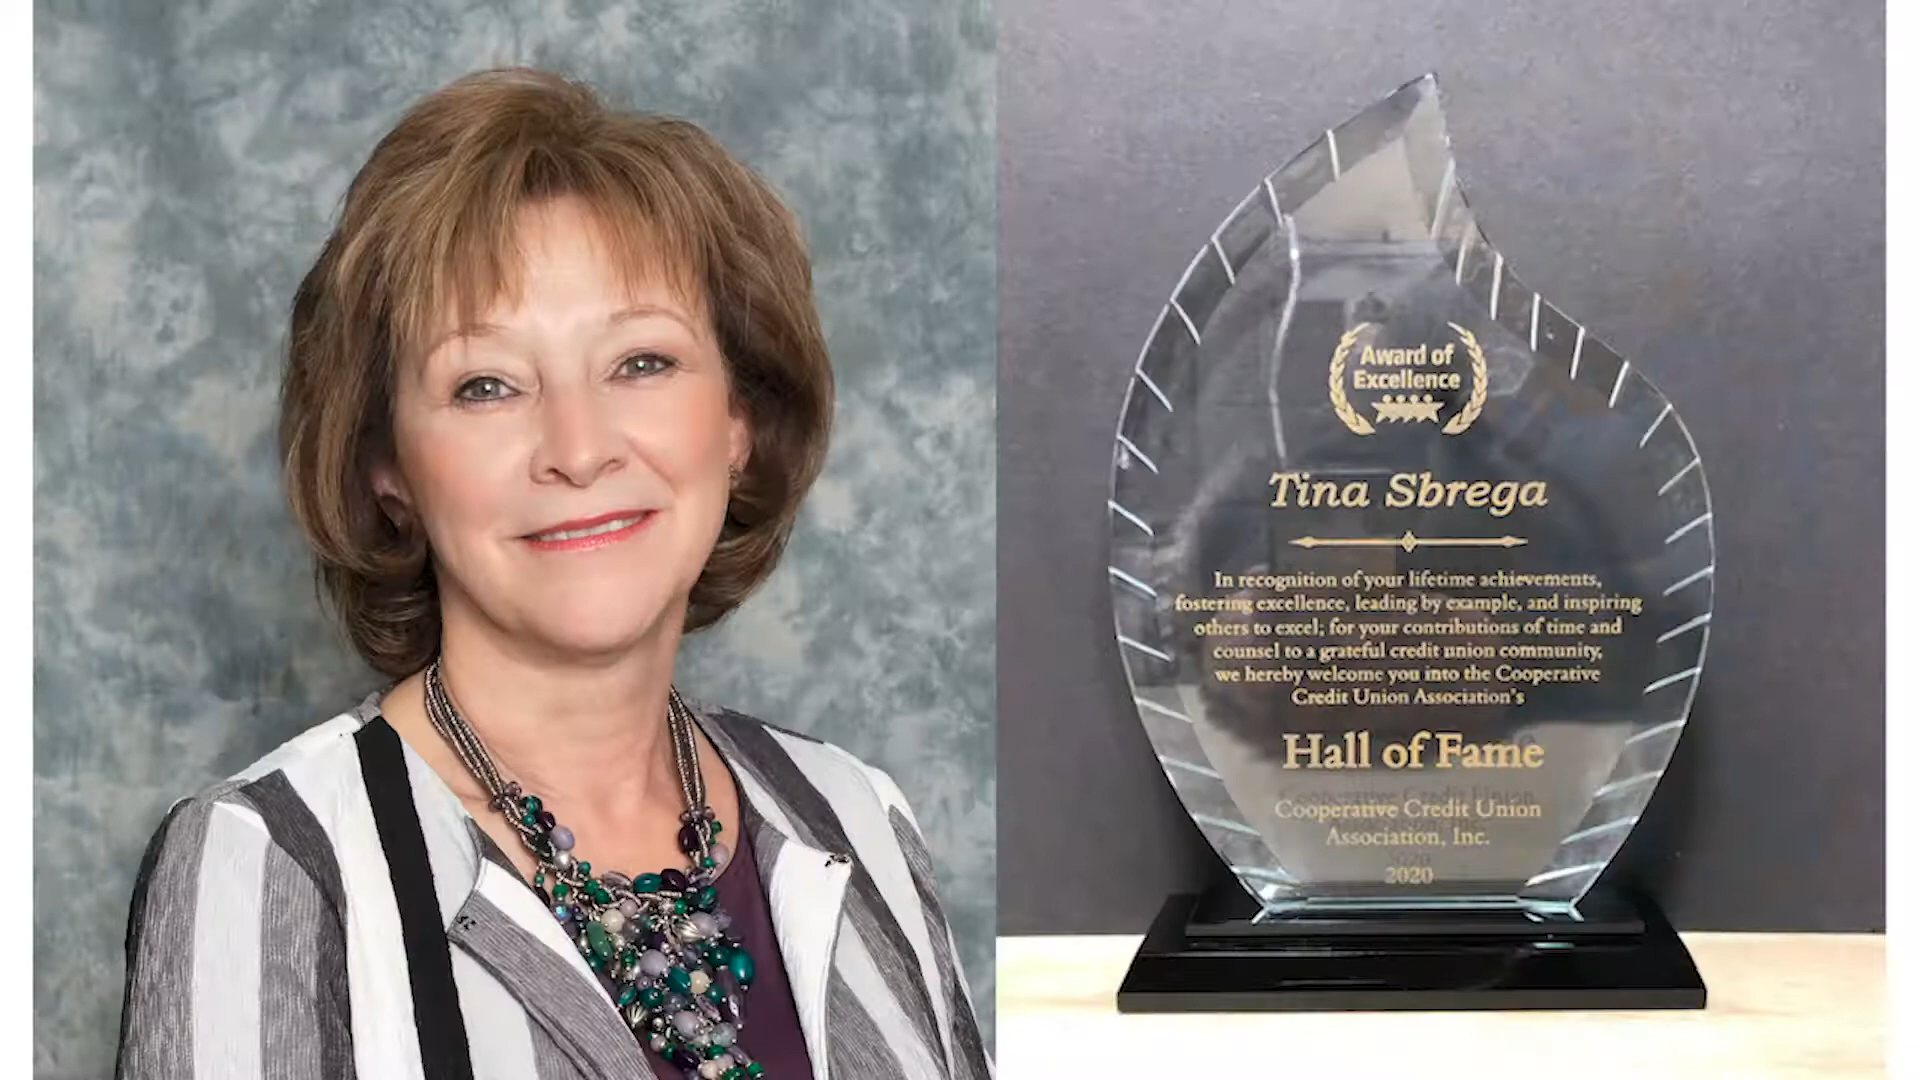 Award of
Excellence
Tina Sbrega
In recognition of your lifetime achievements,
fostering excellence, leading by example, and inspiring
others to excel; for your contributions of time and
counsel to a grateful credit union community,
we hereby welcome you into the Cooperative
Credit Union Association's
Hall of Fame
Cooperative Credit Union
Association, Inc.
2020